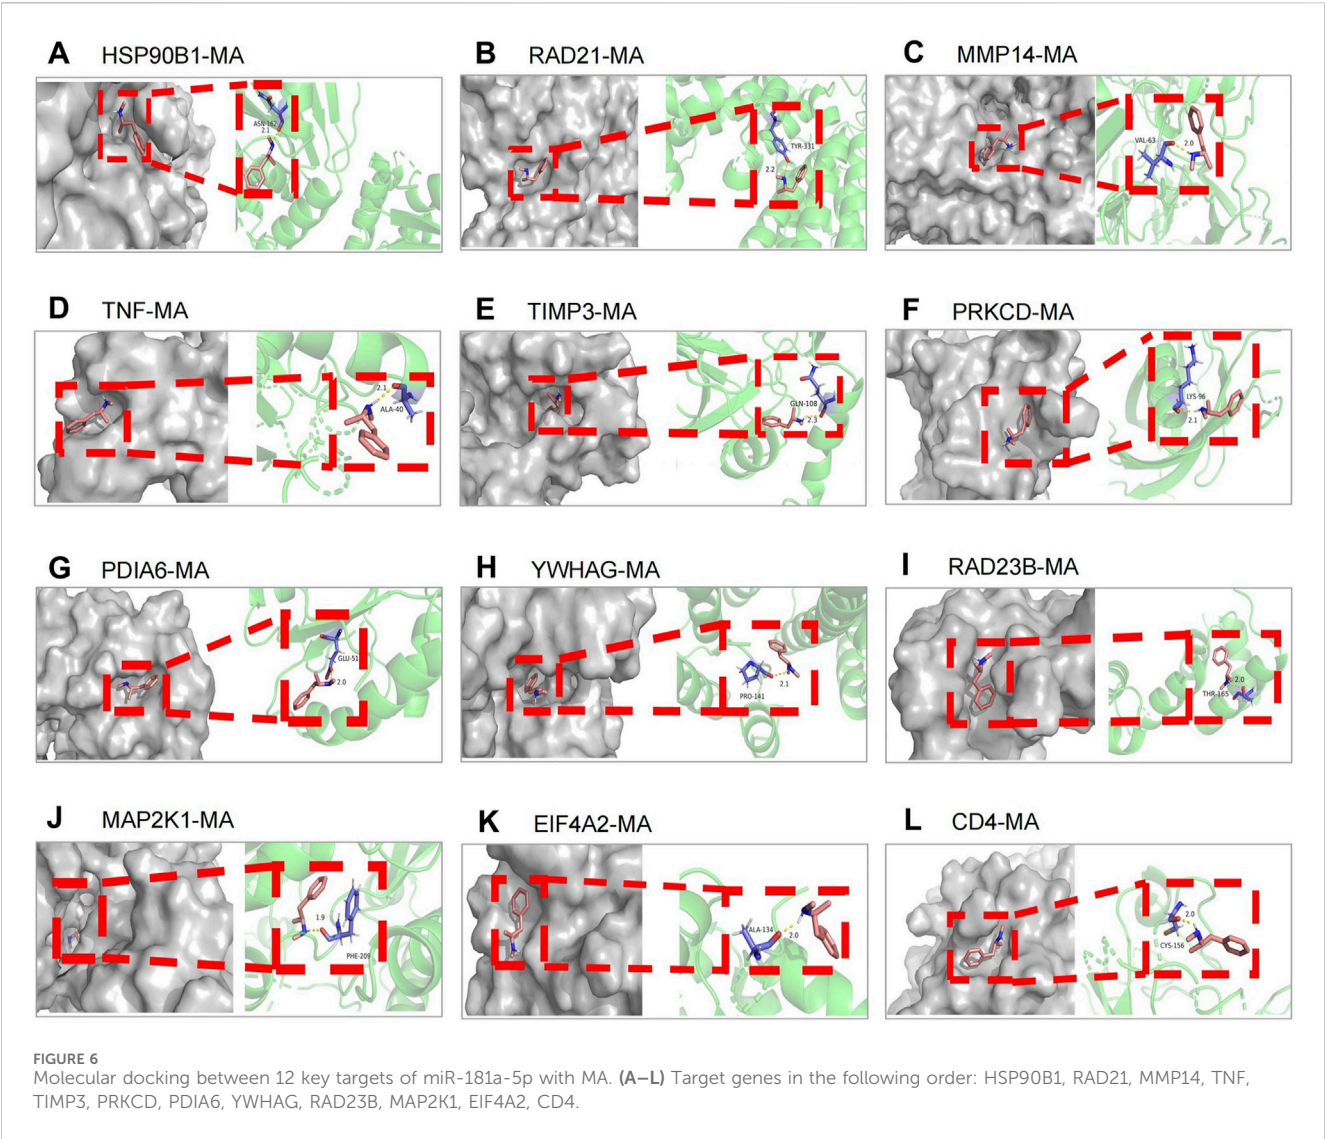 A HSP90B1-MA
ASN-162
2.1
B RAD21-MA
TYR-331
2.2
C MMP14-MA
VAL-63
2.0
D TNF-MA
2.1
ALA-40
E TIMP3-MA
GLN-108
2.3
F PRKCD-MA
LYS-96
2.1
G PDIA6-MA
GLU-51
2.0
H YWHAG-MA
PRO-141
2.1
I RAD23B-MA
2.0
THR-165
J MAP2K1-MA
1.9
PHE-209
K EIF4A2-MA
ALA-134
2.0
L CD4-MA
2.0
CYS-156
FIGURE 6
Molecular docking between 12 key targets of miR-181a-5p with MA. (A–L) Target genes in the following order: HSP90B1, RAD21, MMP14, TNF,
TIMP3, PRKCD, PDIA6, YWHAG, RAD23B, MAP2K1, EIF4A2, CD4.